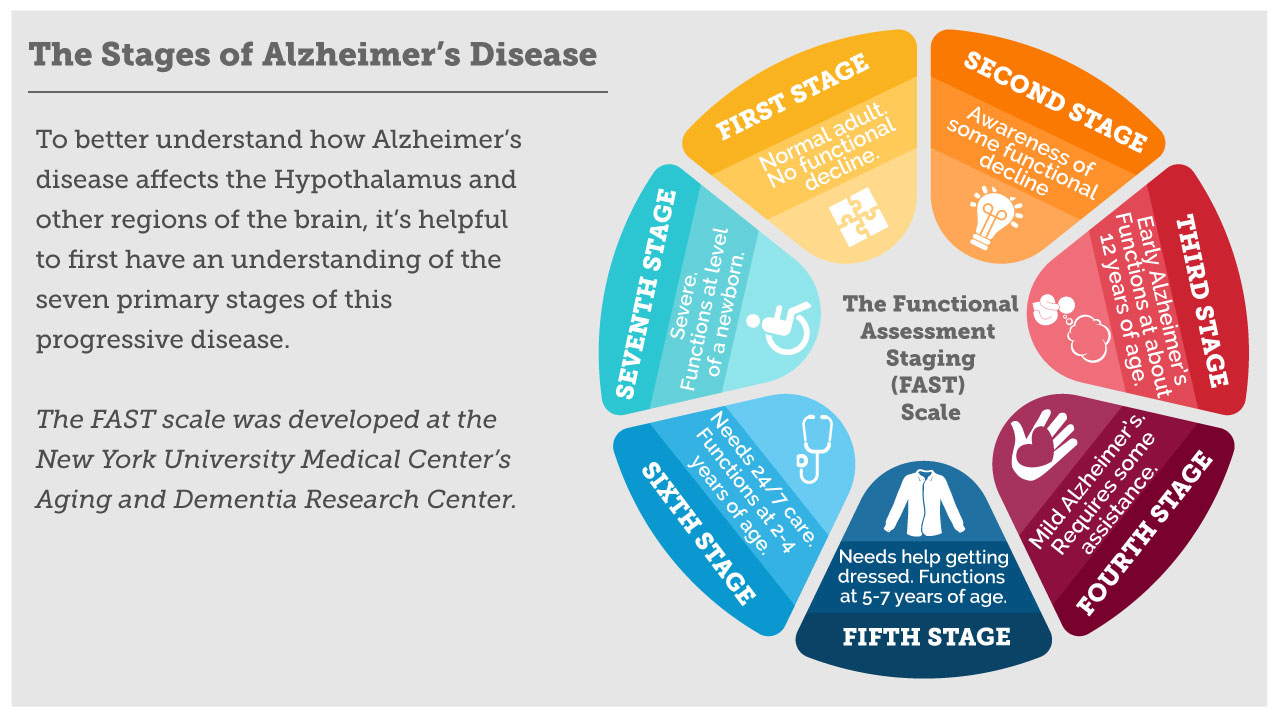 The Stages of Alzheimer’s Disease
To better understand how Alzheimer’s
disease affects the Hypothalamus and
other regions of the brain, it’s helpful
to first have an understanding of the
seven primary stages of this
progressive disease.
The FAST scale was developed at the
New York University Medical Center’s
Aging and Dementia Research Center.
The Functional
Assessment
Staging
(FAST)
Scale
FIRST STAGE
Normal adult.
No functional
decline.
SECOND STAGE
Awareness of
some functional
decline
THIRD STAGE
Early Alzheimer’s
Functions at about
12 years of age.
FOURTH STAGE
Mild Alzheimer’s.
Requires some
assistance.
Needs help getting
dressed. Functions
at 5-7 years of age.
FIFTH STAGE
SIXTH STAGE
Needs 24/7 care.
Functions at 2-4
years of age.
SEVENTH STAGE
Severe.
Functions at level
of a newborn.